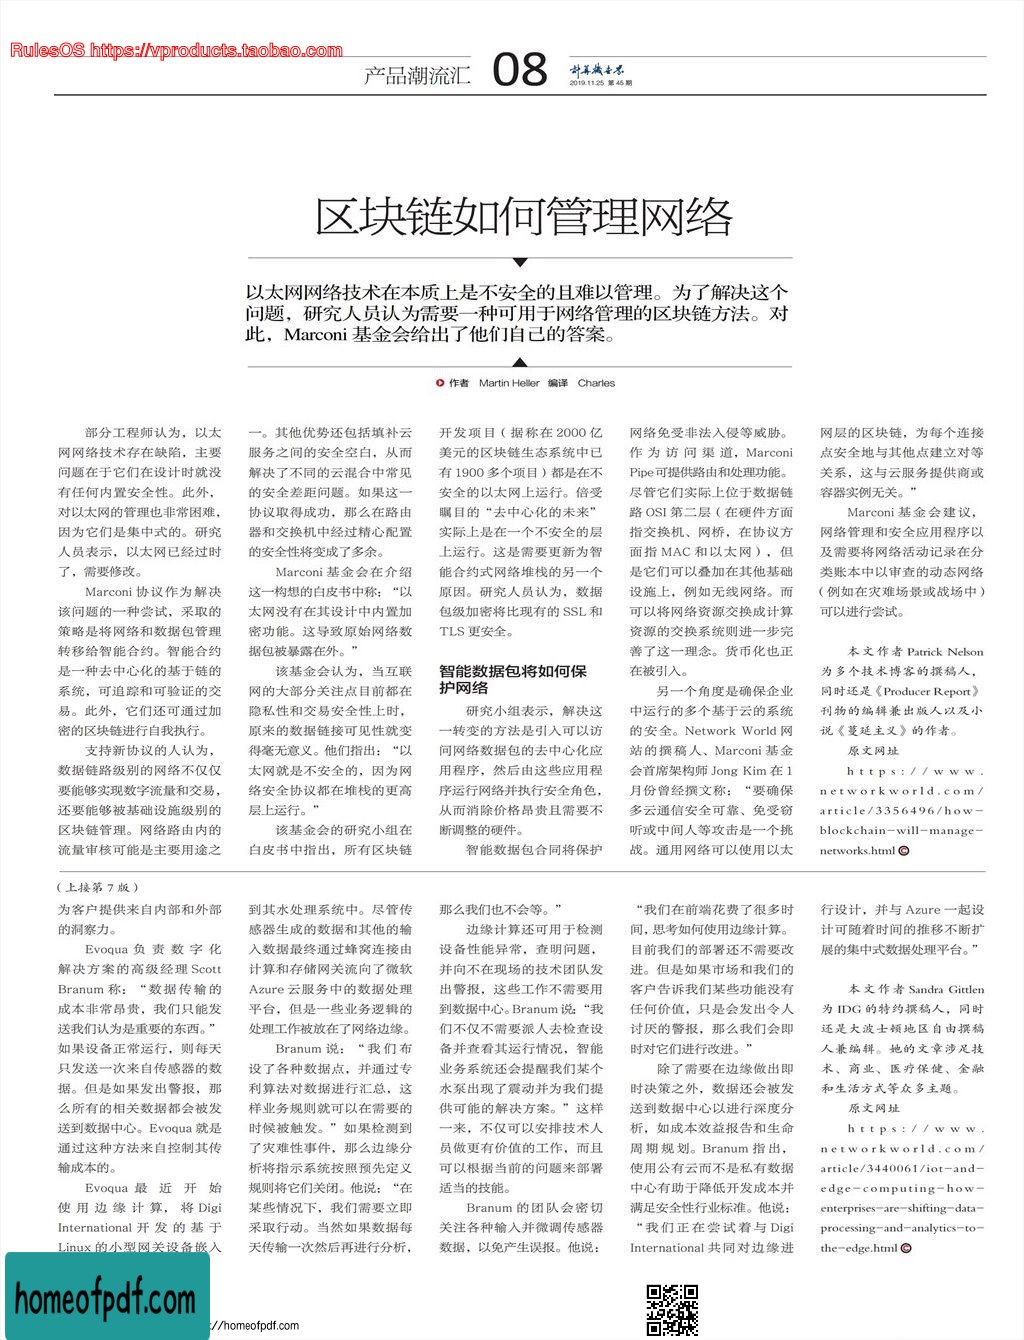 RulesOS https://vproducts.taobao.com
产品潮流汇
08
计算机世界
2019.11.25 第 45 期
区块链如何管理网络
以太网网络技术在本质上是不安全的且难以管理。为了解决这个
问题，研究人员认为需要一种可用于网络管理的区块链方法。对
此，Marconi 基金会给出了他们自己的答案。
作者 Martin Heller 编译 Charles
部分工程师认为，以太
网网络技术存在缺陷，主要
问题在于它们在设计时就没
有任何内置安全性。此外，
对以太网的管理也非常困难，
因为它们是集中式的。研究
人员表示，以太网已经过时
了，需要修改。
Marconi 协议作为解决
该问题的一种尝试，采取的
策略是将网络和数据包管理
转移给智能合约。智能合约
是一种去中心化的基于链的
系统，可追踪和可验证的交
易。此外，它们还可通过加
密的区块链进行自我执行。
支持新协议的人认为，
数据链路级别的网络不仅仅
要能够实现数字流量和交易，
还要能够被基础设施级别的
区块链管理。网络路由内的
流量审核可能是主要用途之
一。其他优势还包括填补云
服务之间的安全空白，从而
解决了不同的云混合中常见
的安全差距问题。如果这一
协议取得成功，那么在路由
器和交换机中经过精心配置
的安全性将变成了多余。
Marconi 基金会在介绍
这一构想的白皮书中称：“以
太网没有在其设计中内置加
密功能。这导致原始网络数
据包被暴露在外。”
该基金会认为，当互联
网的大部分关注点目前都在
隐私性和交易安全性上时，
原来的数据链接可见性就变
得毫无意义。他们指出：“以
太网就是不安全的，因为网
络安全协议都在堆栈的更高
层上运行。”
该基金会的研究小组在
白皮书中指出，所有区块链
开发项目（据称在 2000 亿
美元的区块链生态系统中已
有 1900 多个项目）都是在不
安全的以太网上运行。倍受
瞩目的“去中心化的未来”
实际上是在一个不安全的层
上运行。这是需要更新为智
能合约式网络堆栈的另一个
原因。研究人员认为，数据
包级加密将比现有的 SSL 和
TLS 更安全。
智能数据包将如何保
护网络
研究小组表示，解决这
一转变的方法是引入可以访
问网络数据包的去中心化应
用程序，然后由这些应用程
序运行网络并执行安全角色，
从而消除价格昂贵且需要不
断调整的硬件。
智能数据包合同将保护
网络免受非法入侵等威胁。
作为访问渠道，Marconi
Pipe 可提供路由和处理功能。
尽管它们实际上位于数据链
路 OSI 第二层（在硬件方面
指交换机、网桥，在协议方
面指 MAC 和以太网），但
是它们可以叠加在其他基础
设施上，例如无线网络。而
可以将网络资源交换成计算
资源的交换系统则进一步完
善了这一理念。货币化也正
在被引入。
另一个角度是确保企业
中运行的多个基于云的系统
的安全。Network World 网
站的撰稿人、Marconi 基金
会首席架构师 Jong Kim 在 1
月份曾经撰文称：“要确保
多云通信安全可靠、免受窃
听或中间人等攻击是一个挑
战。通用网络可以使用以太
网层的区块链，为每个连接
点安全地与其他点建立对等
关系，这与云服务提供商或
容器实例无关。”
Marconi 基金会建议，
网络管理和安全应用程序以
及需要将网络活动记录在分
类账本中以审查的动态网络
（例如在灾难场景或战场中）
可以进行尝试。
本文作者 Patrick Nelson
为多个技术博客的撰稿人，
同时还是《Producer Report》
刊物的编辑兼出版人以及小
说《蔓延主义》的作者。
原文网址
https://www.
networkworld.com/
article/3356496/how-
blockchain-will-manage-
networks.html
（上接第 7 版）
为客户提供来自内部和外部
的洞察力。
Evoqua 负责数字化
解决方案的高级经理 Scott
Branum 称：“数据传输的
成本非常昂贵，我们只能发
送我们认为是重要的东西。”
如果设备正常运行，则每天
只发送一次来自传感器的数
据。但是如果发出警报，那
么所有的相关数据都会被发
送到数据中心。Evoqua 就是
通过这种方法来自控制其传
输成本的。
Evoqua 最近开始
使用边缘计算，将 Digi
International 开发的基于
Linux 的小型网关设备嵌入
到其水处理系统中。尽管传
感器生成的数据和其他的输
入数据最终通过蜂窝连接由
计算和存储网关流向了微软
Azure 云服务中的数据处理
平台，但是一些业务逻辑的
处理工作被放在了网络边缘。
Branum 说：“我们布
设了各种数据点，并通过专
利算法对数据进行汇总，这
样业务规则就可以在需要的
时候被触发。”如果检测到
了灾难性事件，那么边缘分
析将指示系统按照预先定义
规则将它们关闭。他说：“在
某些情况下，我们需要立即
采取行动。当然如果数据每
天传输一次然后再进行分析，
那么我们也不会等。”
边缘计算还可用于检测
设备性能异常，查明问题，
并向不在现场的技术团队发
出警报，这些工作不需要用
到数据中心。Branum 说：“我
们不仅不需要派人去检查设
备并查看其运行情况，智能
业务系统还会提醒我们某个
水泵出现了震动并为我们提
供可能的解决方案。”这样
一来，不仅可以安排技术人
员做更有价值的工作，而且
可以根据当前的问题来部署
适当的技能。
Branum 的团队会密切
关注各种输入并微调传感器
数据，以免产生误报。他说：
“我们在前端花费了很多时
间，思考如何使用边缘计算。
目前我们的部署还不需要改
进。但是如果市场和我们的
客户告诉我们某些功能没有
任何价值，只是会发出令人
讨厌的警报，那么我们会即
时对它们进行改进。”
除了需要在边缘做出即
时决策之外，数据还会被发
送到数据中心以进行深度分
析，如成本效益报告和生命
周期规划。Branum 指出，
使用公有云而不是私有数据
中心有助于降低开发成本并
满足安全性行业标准。他说：
“我们正在尝试着与 Digi
International 共同对边缘进
行设计，并与 Azure 一起设
计可随着时间的推移不断扩
展的集中式数据处理平台。”
本文作者 Sandra Gittlen
为 IDG 的特约撰稿人，同时
还是大波士顿地区自由撰稿
人兼编辑。她的文章涉足技
术、商业、医疗保健、金融
和生活方式等众多主题。
原文网址
https://www.
networkworld.com/
article/3440061/iot-and-
edge-computing-how-
enterprises-are-shifting-data-
processing-and-analytics-to-
the-edge.html
homeofpdf.com
://homeofpdf.com